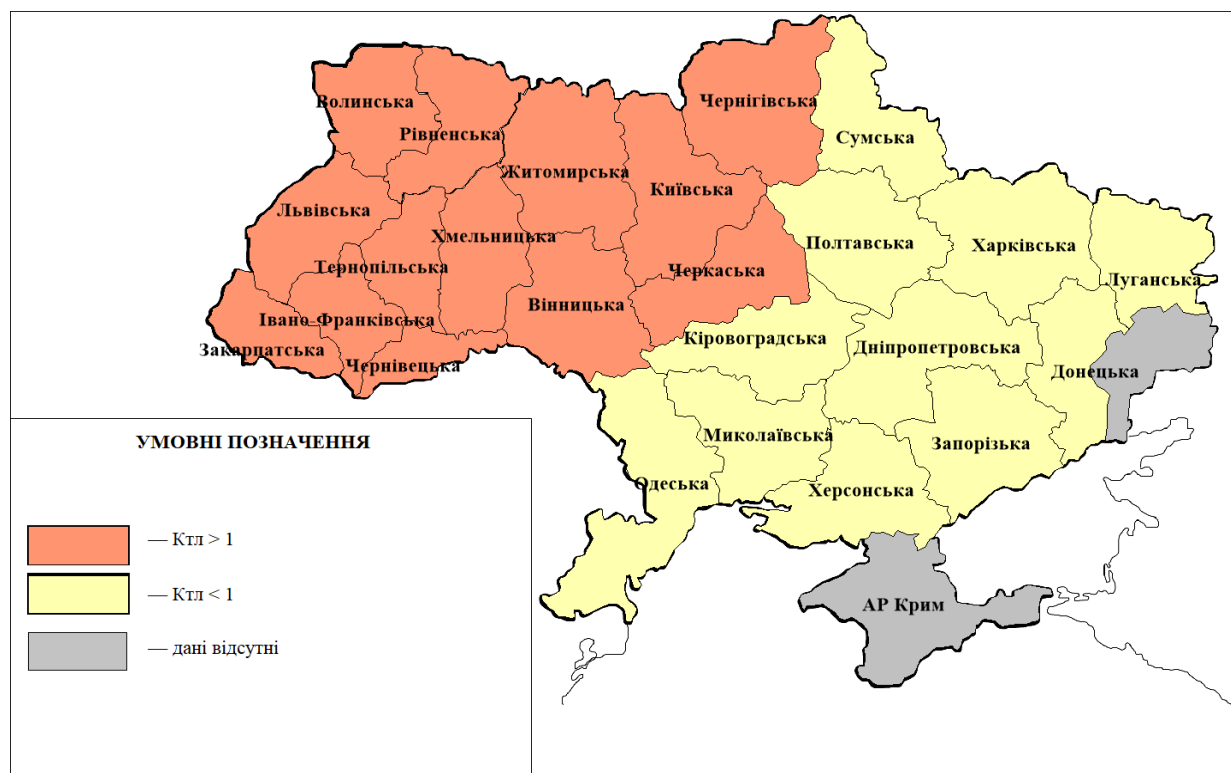 Чернігівська
Волинська
Рівненська
Сумська
Житомирська
Київська
Львівська
Хмельницька
Полтавська
Харківська
Тернопільська
Черкаська
Луганська
Вінницька
Івано-Франківська
Кіровоградська
Дніпропетровська
Закарпатська
Чернівецька
Донецька
Миколаївська
Запорізька
Одеська
Херсонська
АР Крим
УМОВНІ ПОЗНАЧЕННЯ
— Ктл > 1
— Ктл < 1
— дані відсутні